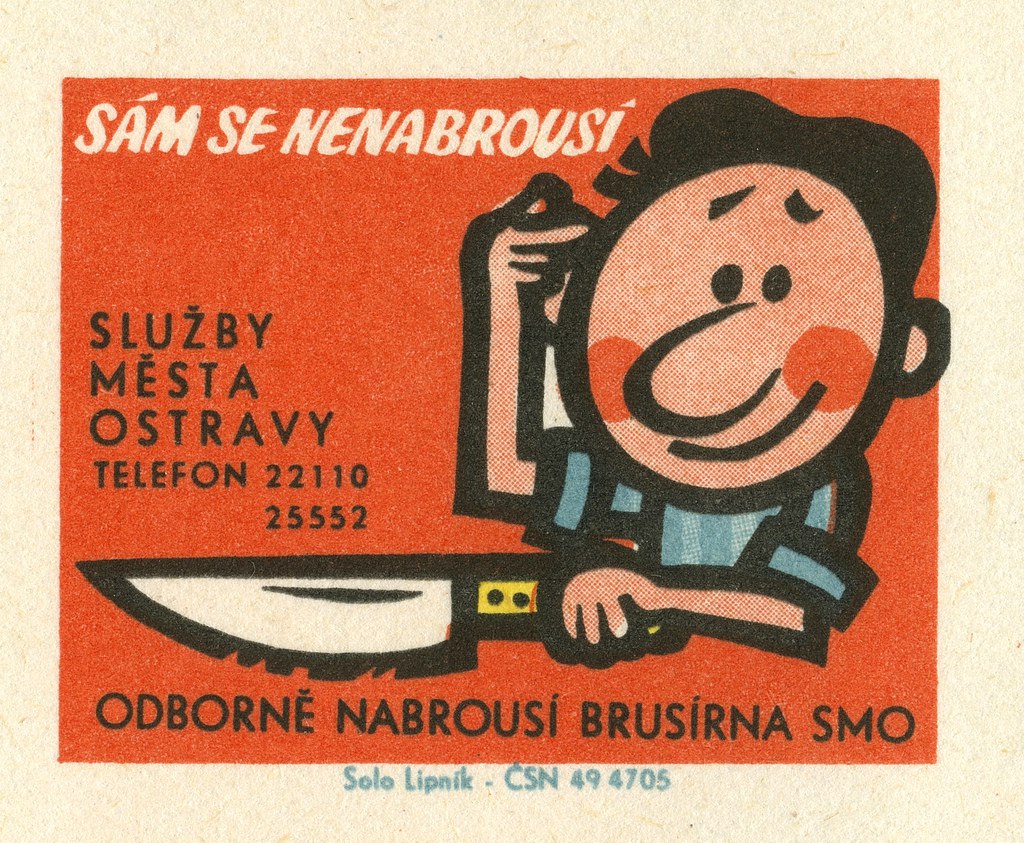 SÁM SE NENABROUSÍ
SLUŽBY
MĚSTA
OSTRAVY
TELEFON 22110
25552
ODBORNĚ NABROUSÍ BRUSÍRNA SMO
Solo Lipník - ČSN 49 4705